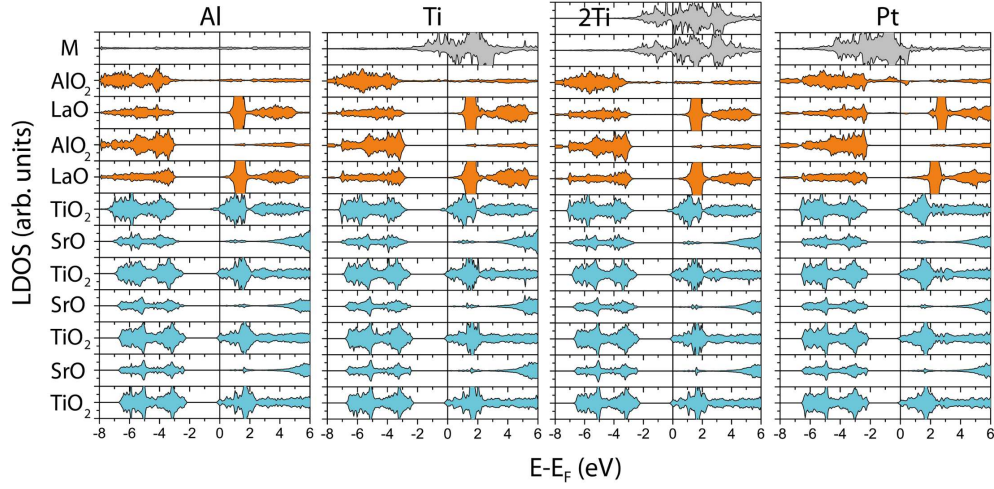 Al Ti 2Ti Pt
M
AlO₂
LaO
AlO₂
LaO
TiO₂
SrO
TiO₂
SrO
TiO₂
SrO
TiO₂
LDOS (arb. units)
-8 -6 -4 -2 0 2 4 6 -8 -6 -4 -2 0 2 4 6 -8 -6 -4 -2 0 2 4 6 -8 -6 -4 -2 0 2 4 6
E-E_F (eV)